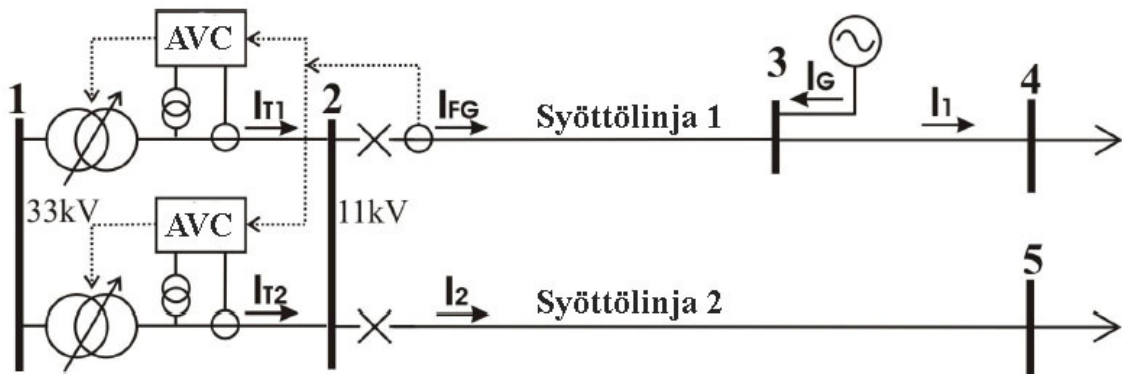 AVC
1
I_T1
2
I_FG
Syöttölinja 1
3
I_G
I_1
4
33kV
AVC
11kV
I_T2
I_2
Syöttölinja 2
5